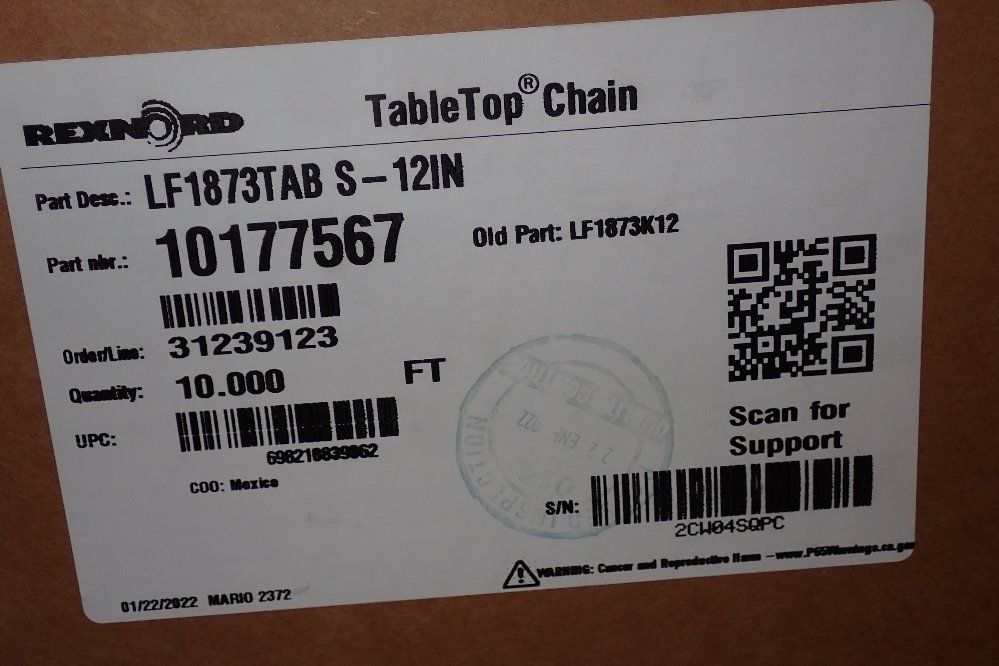 REXNORD
TableTop® Chain
Part Desc.: LF1873TAB S-12IN
Part nbr.: 10177567
Old Part: LF1873K12
Order/Line: 31239123
Quantity: 10.000 FT
UPC:
698210839062
COO: Mexico
Scan for
Support
S/N:
2CW04SQPC
INSPECTION
WARNING: Cancer and Reproductive Harm -www.P65Warnings.ca.gov
01/22/2022 MARIO 2372